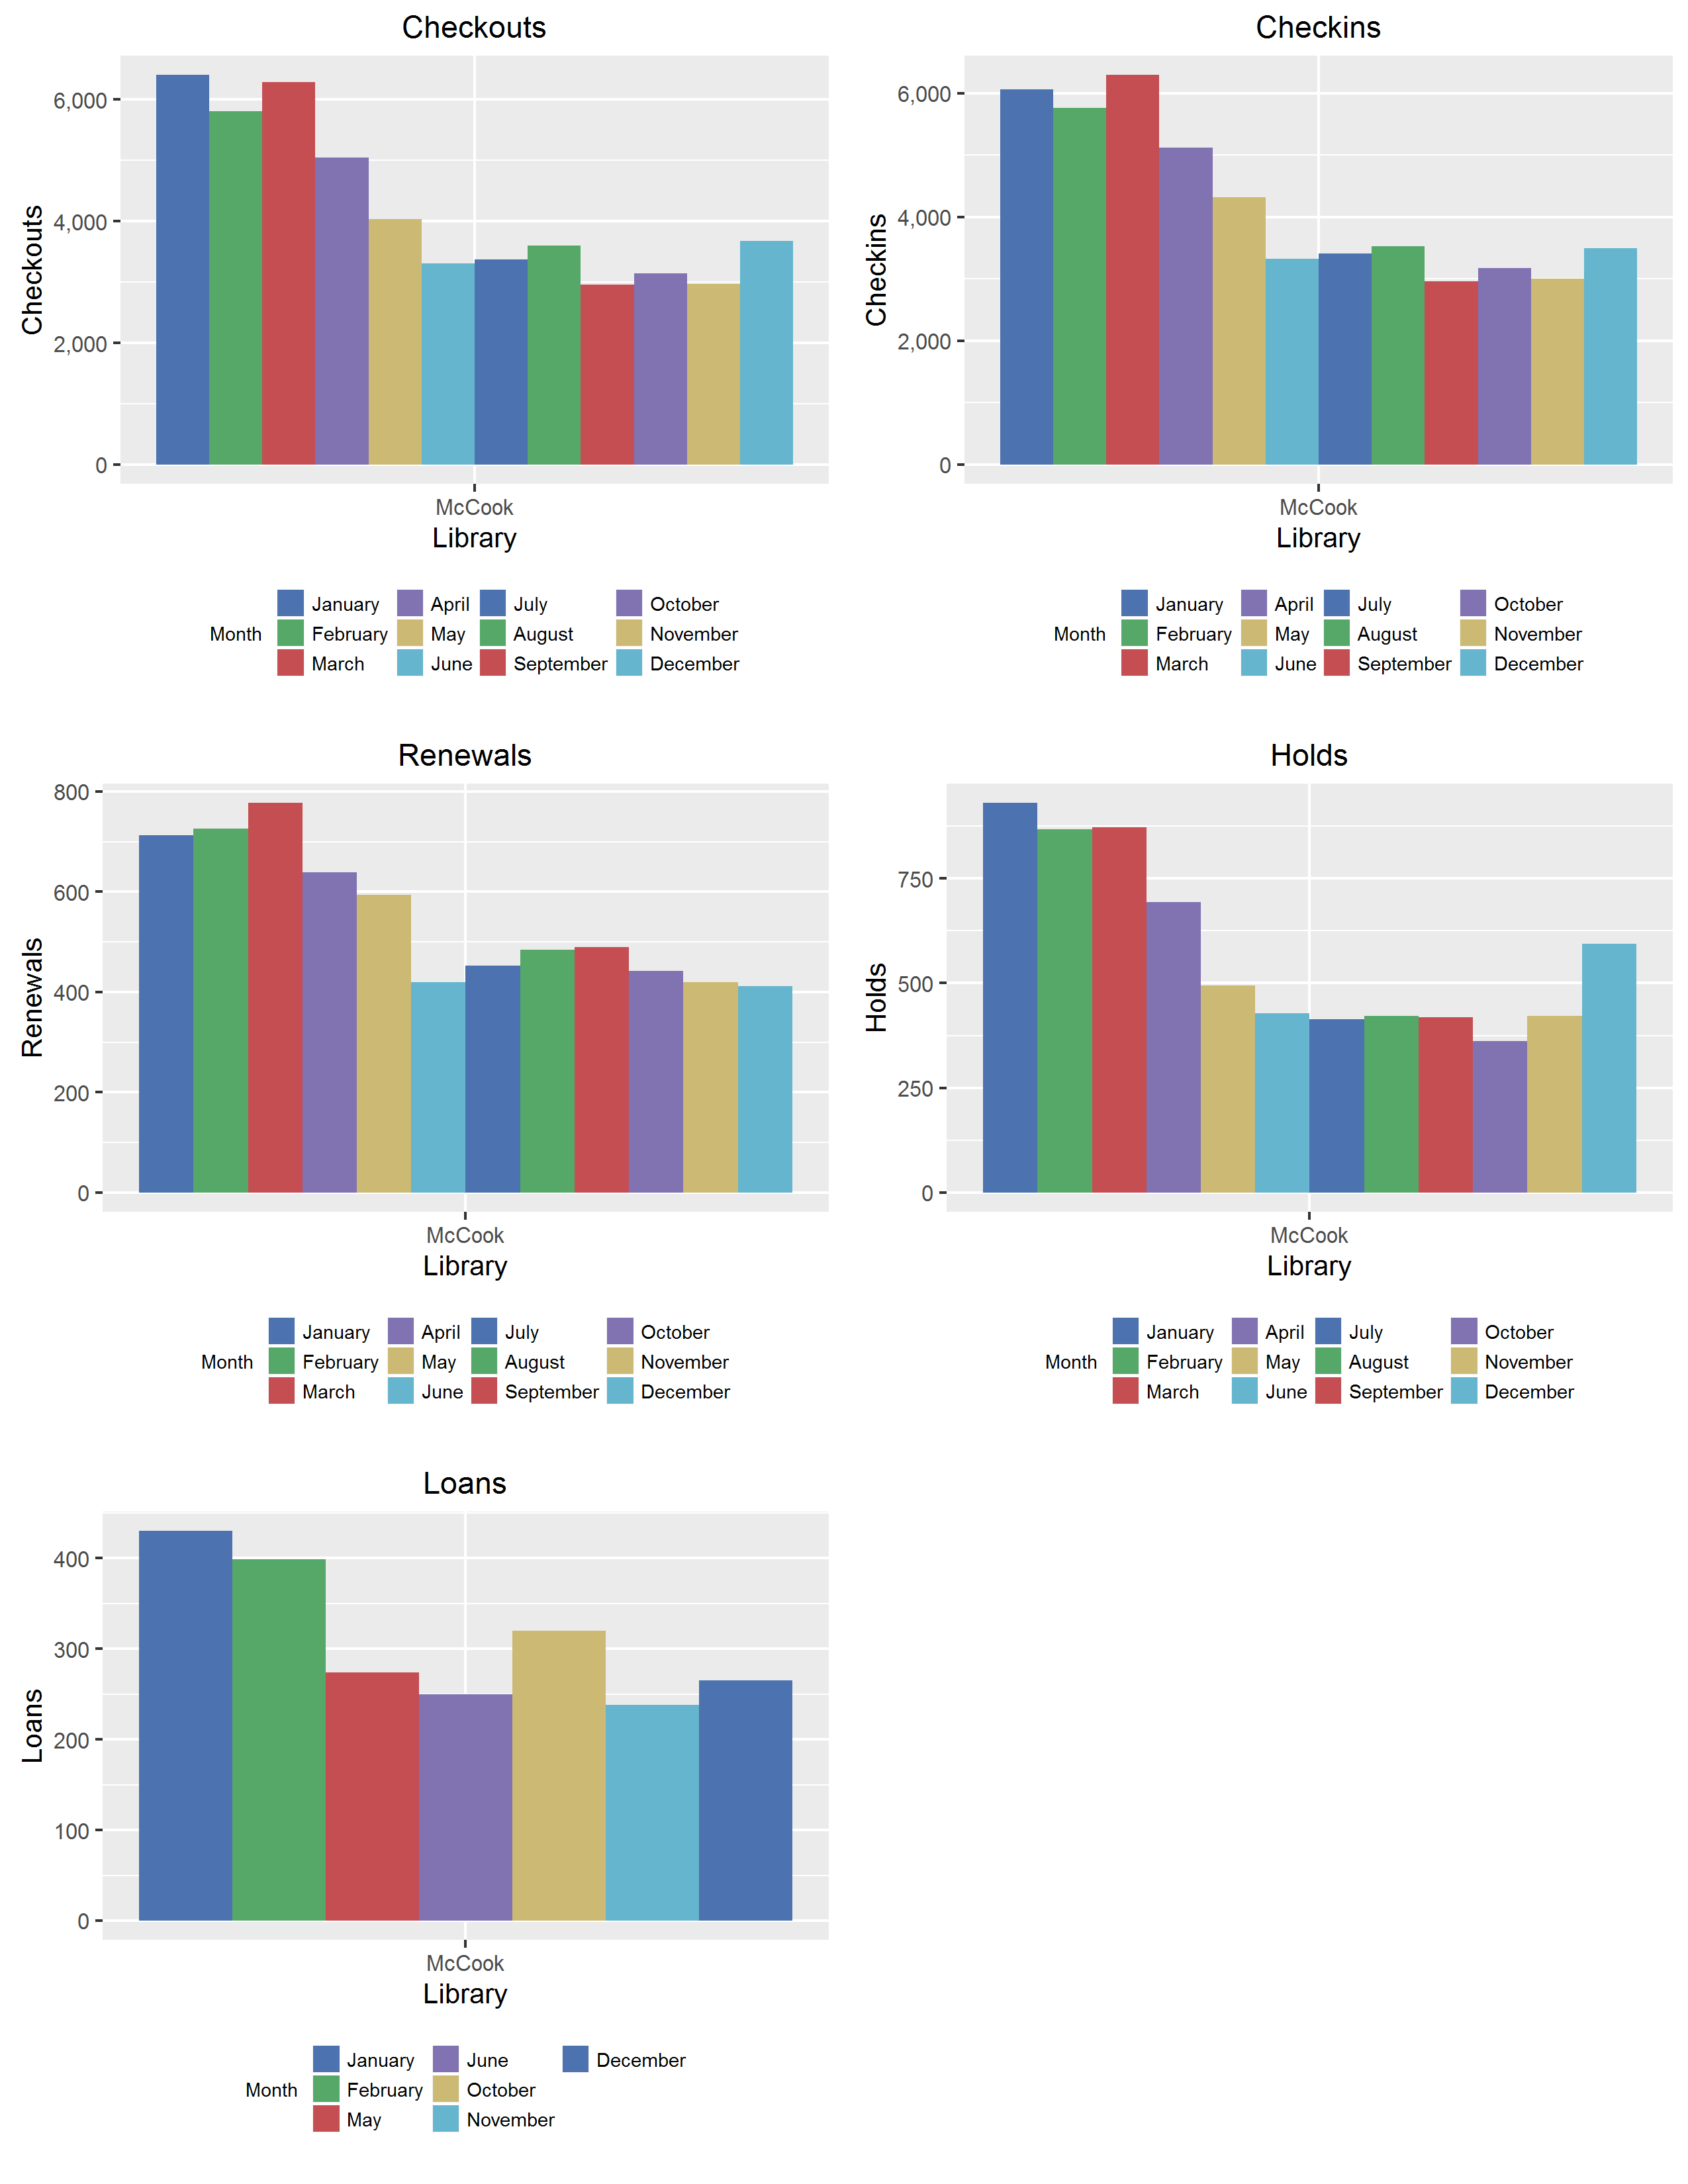 Checkouts
Checkouts
6,000
4,000
2,000
0
McCook
Library
Month
January April July October
February May August November
March June September December
Checkins
Checkins
6,000
4,000
2,000
0
McCook
Library
Month
January April July October
February May August November
March June September December
Renewals
Renewals
800
600
400
200
0
McCook
Library
Month
January April July October
February May August November
March June September December
Holds
Holds
750
500
250
0
McCook
Library
Month
January April July October
February May August November
March June September December
Loans
Loans
400
300
200
100
0
McCook
Library
Month
January June December
February October
May November